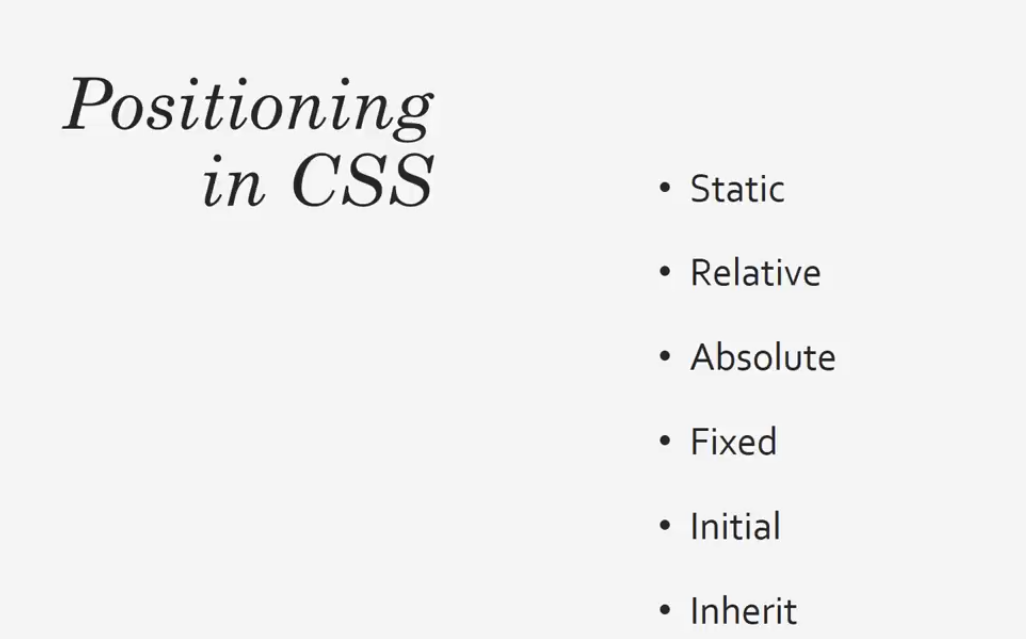 Positioning
in CSS
• Static
• Relative
• Absolute
• Fixed
• Initial
• Inherit